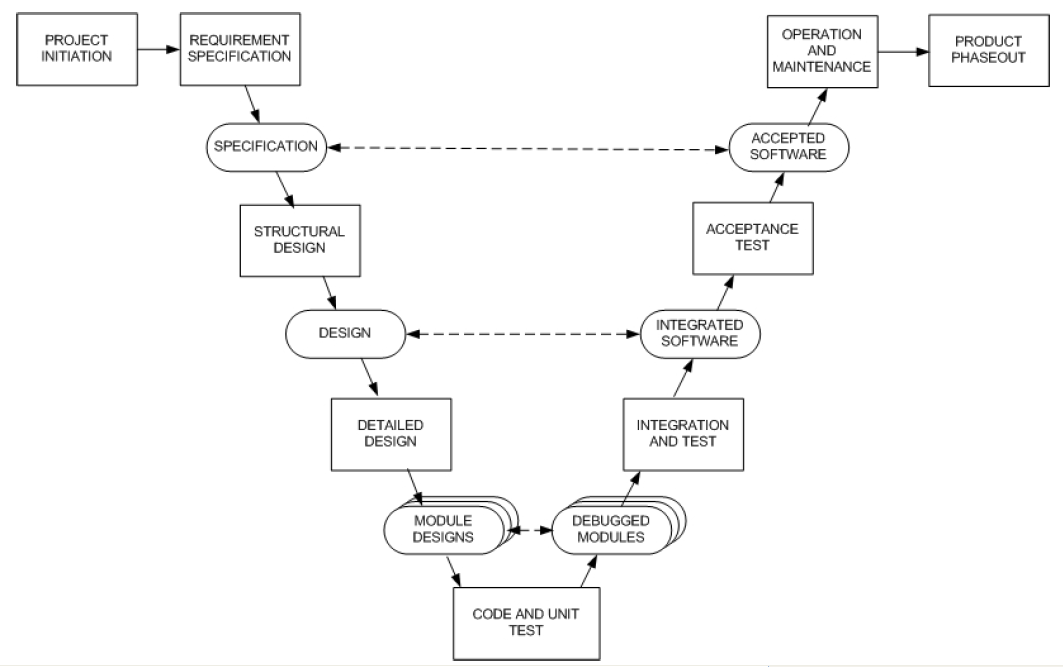 PROJECT
INITIATION
REQUIREMENT
SPECIFICATION
OPERATION
AND
MAINTENANCE
PRODUCT
PHASEOUT
SPECIFICATION
ACCEPTED
SOFTWARE
STRUCTURAL
DESIGN
ACCEPTANCE
TEST
DESIGN
INTEGRATED
SOFTWARE
DETAILED
DESIGN
INTEGRATION
AND TEST
MODULE
DESIGNS
DEBUGGED
MODULES
CODE AND UNIT
TEST